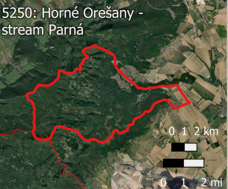 5250: Horné Orešany -
stream Parná
0 1 2 km
0 1 2 mi